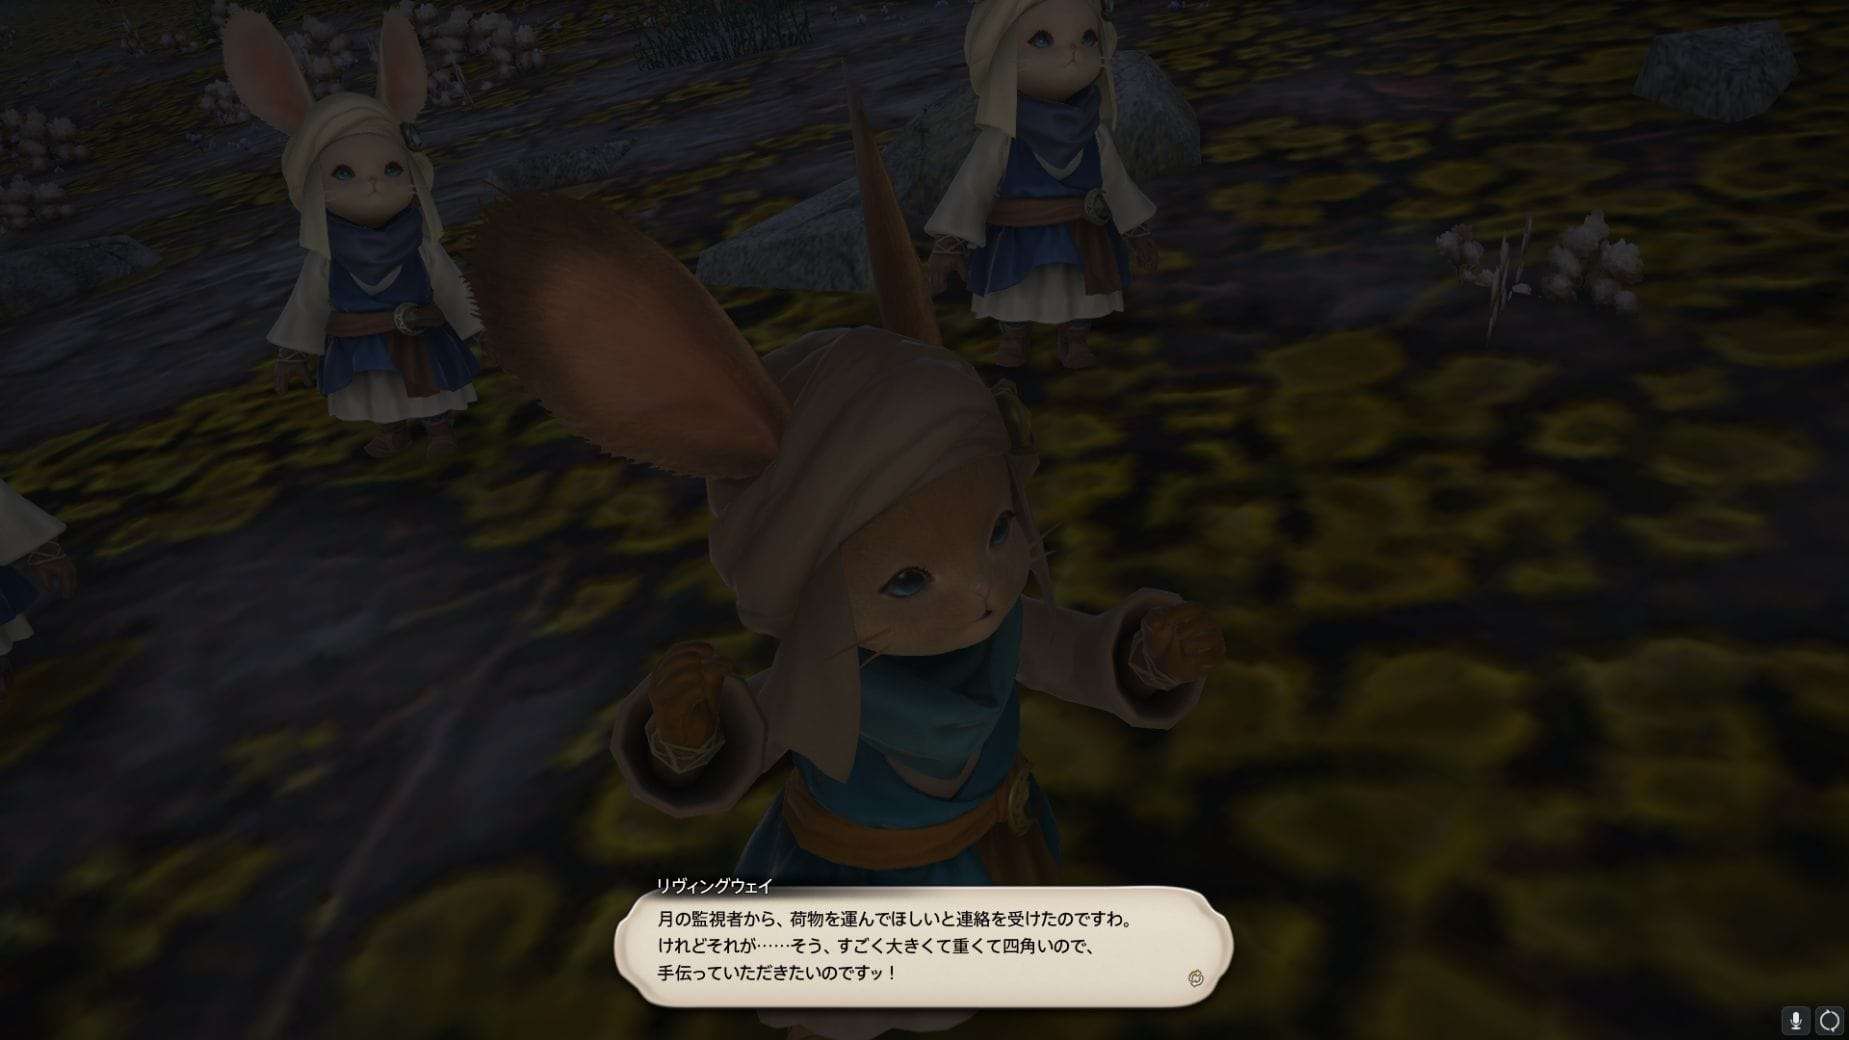 リヴィングウェイ
月の監視者から、荷物を運んでほしいと連絡を受けたのですわ。
けれどそれが……そう、すごく大きくて重くて四角いので、
手伝っていただきたいのですッ！